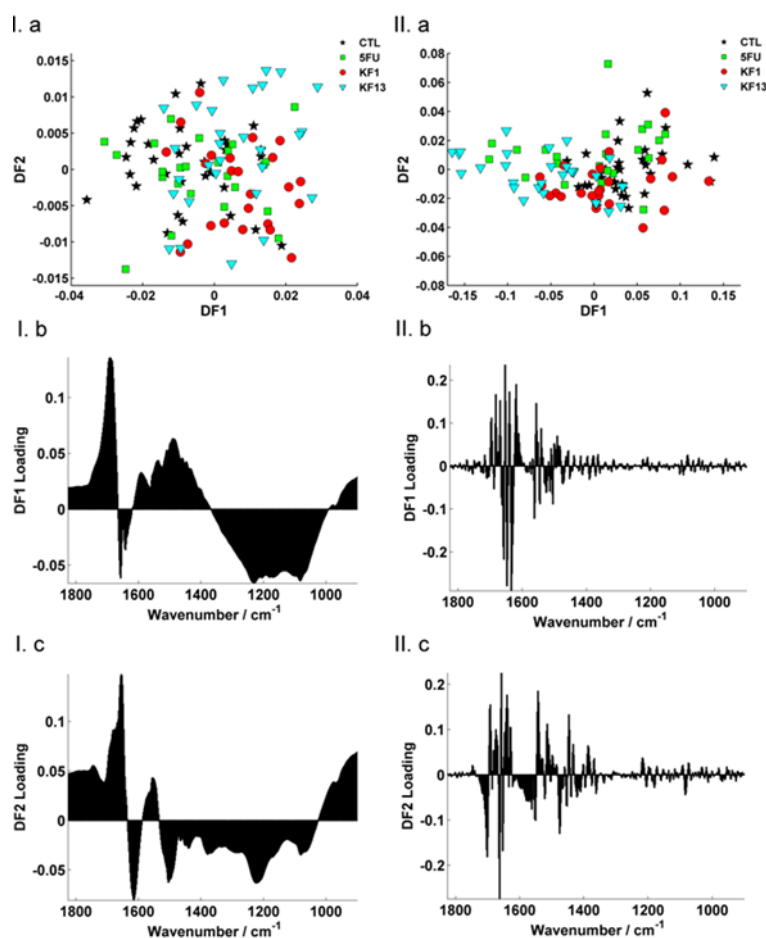 I. a
CTL
5FU
KF1
KF13
0.015
0.01
0.005
0
-0.005
-0.01
-0.015
DF2
-0.04 -0.02 0 0.02 0.04
DF1
II. a
CTL
5FU
KF1
KF13
0.08
0.06
0.04
0.02
0
-0.02
-0.04
-0.06
-0.08
DF2
-0.15 -0.1 -0.05 0 0.05 0.1 0.15
DF1
I. b
0.1
0.05
0
-0.05
DF1 Loading
1800 1600 1400 1200 1000
Wavenumber / cm⁻¹
II. b
0.2
0.1
0
-0.1
-0.2
DF1 Loading
1800 1600 1400 1200 1000
Wavenumber / cm⁻¹
I. c
0.1
0.05
0
-0.05
DF2 Loading
1800 1600 1400 1200 1000
Wavenumber / cm⁻¹
II. c
0.2
0.1
0
-0.1
-0.2
DF2 Loading
1800 1600 1400 1200 1000
Wavenumber / cm⁻¹